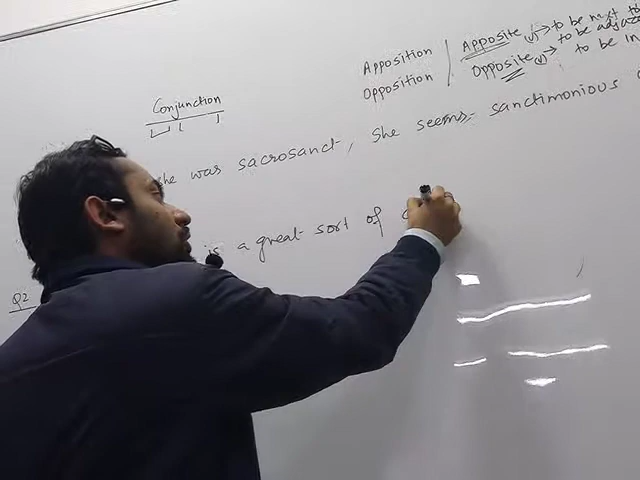 Apposition | Apposite (v) → to be next to
Opposition | Opposite (v) → to be
to be in
Conjunction
she was sacrosanct, she seems sanctimonious
is a great sort of
Q2